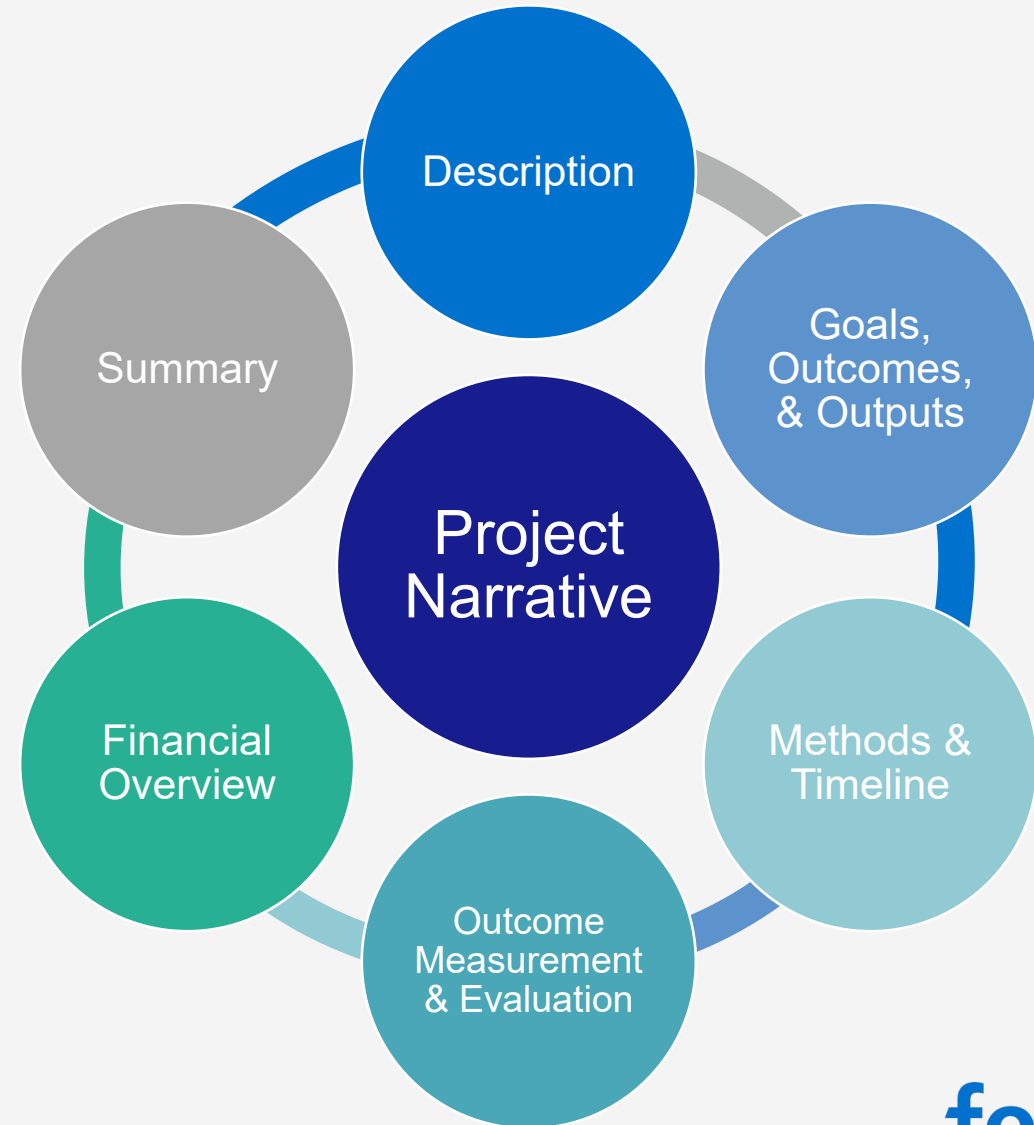 Description
Goals,
Outcomes,
& Outputs
Methods &
Timeline
Outcome
Measurement
& Evaluation
Financial
Overview
Summary
Project
Narrative